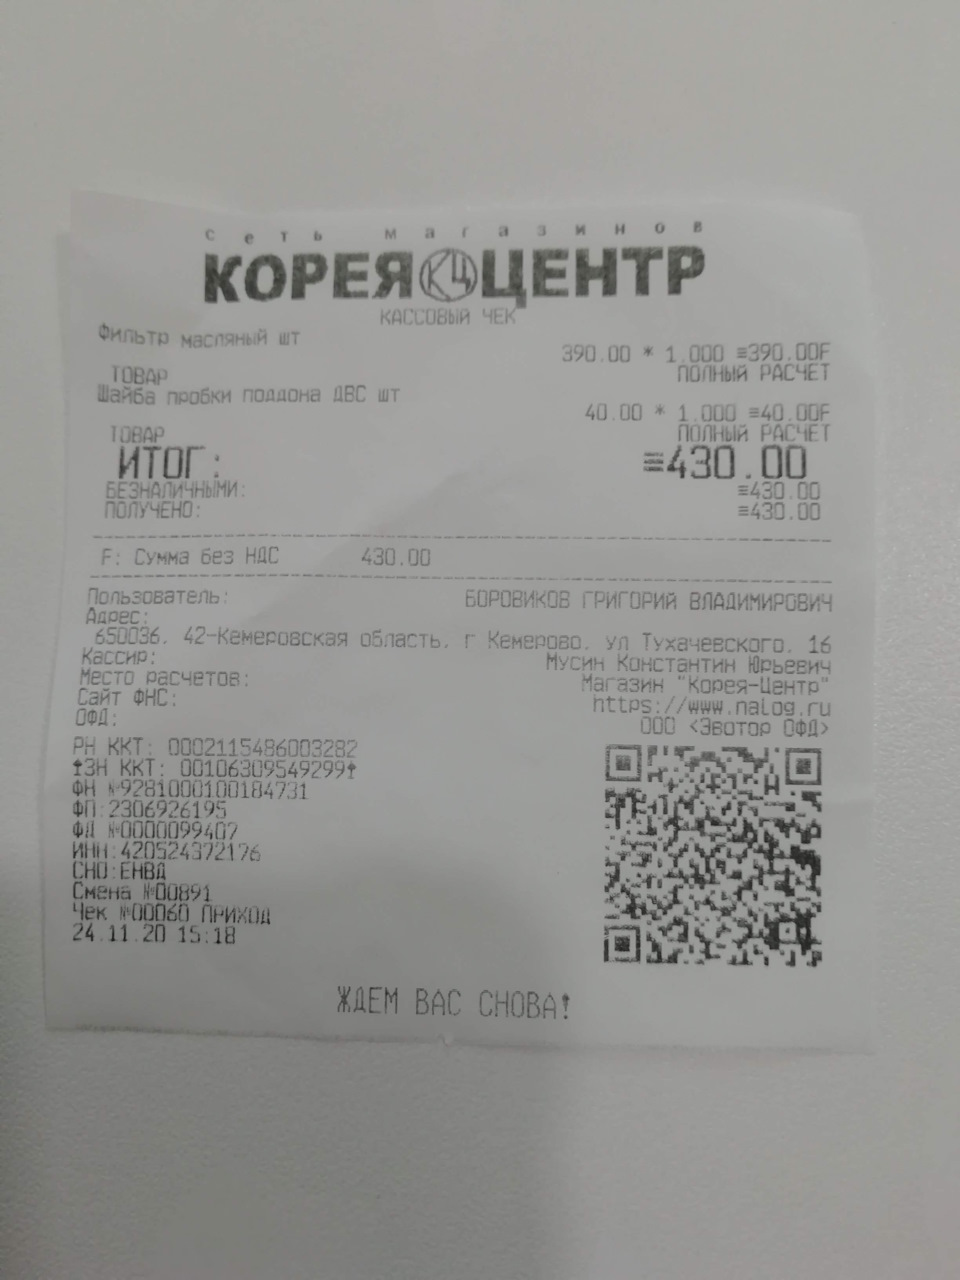 Сеть магазинов
КОРЕЯ КЦ ЦЕНТР
КАССОВЫЙ ЧЕК
Фильтр масляный шт
390.00 * 1.000 ≡390.00F
ТОВАР ПОЛНЫЙ РАСЧЕТ
Шайба пробки поддона ДВС шт
40.00 * 1.000 ≡40.00F
ТОВАР ПОЛНЫЙ РАСЧЕТ
ИТОГ: ≡430.00
БЕЗНАЛИЧНЫМИ: ≡430.00
ПОЛУЧЕНО: ≡430.00
F: Сумма без НДС 430.00
Пользователь: БОРОВИКОВ ГРИГОРИЙ ВЛАДИМИРОВИЧ
Адрес:
650036, 42-Кемеровская область, г Кемерово, ул Тухачевского, 16
Кассир: Мусин Константин Юрьевич
Место расчетов: Магазин "Корея-Центр"
Сайт ФНС: https://www.nalog.ru
ОФД: ООО <Эвотор ОФД>
РН ККТ: 0002115486003282
↑ЗН ККТ: 00106309549299↑
ФН №9281000100184731
ФП:2306926195
ФД №0000099407
ИНН:420524372176
СНО:ЕНВД
Смена №00891
Чек №00060 ПРИХОД
24.11.20 15:18
ЖДЕМ ВАС СНОВА!